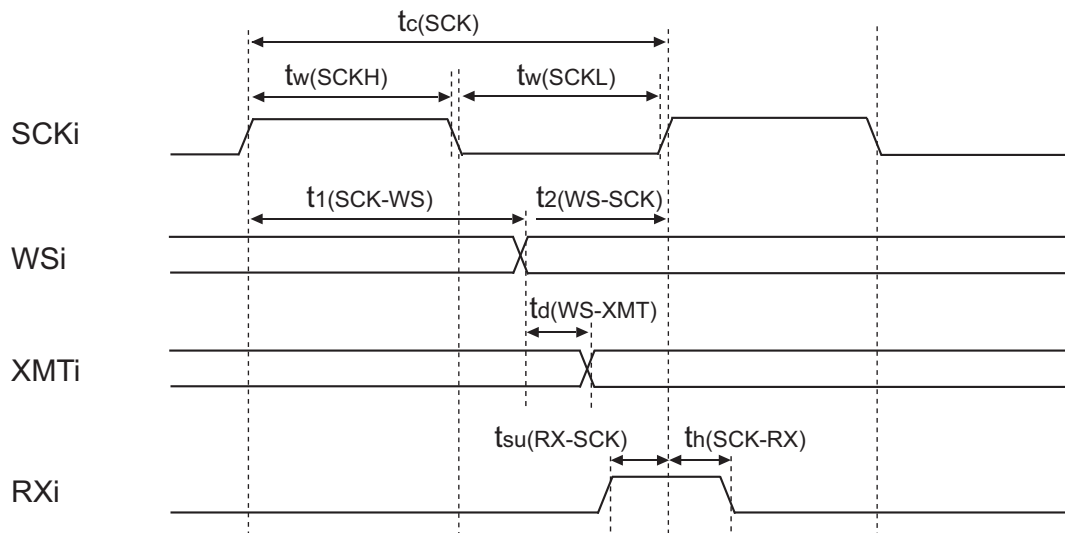 tc(SCK)
tw(SCKH)
tw(SCKL)
SCKi
t1(SCK-WS)
t2(WS-SCK)
WSi
td(WS-XMT)
XMTi
tsu(RX-SCK)
th(SCK-RX)
RXi